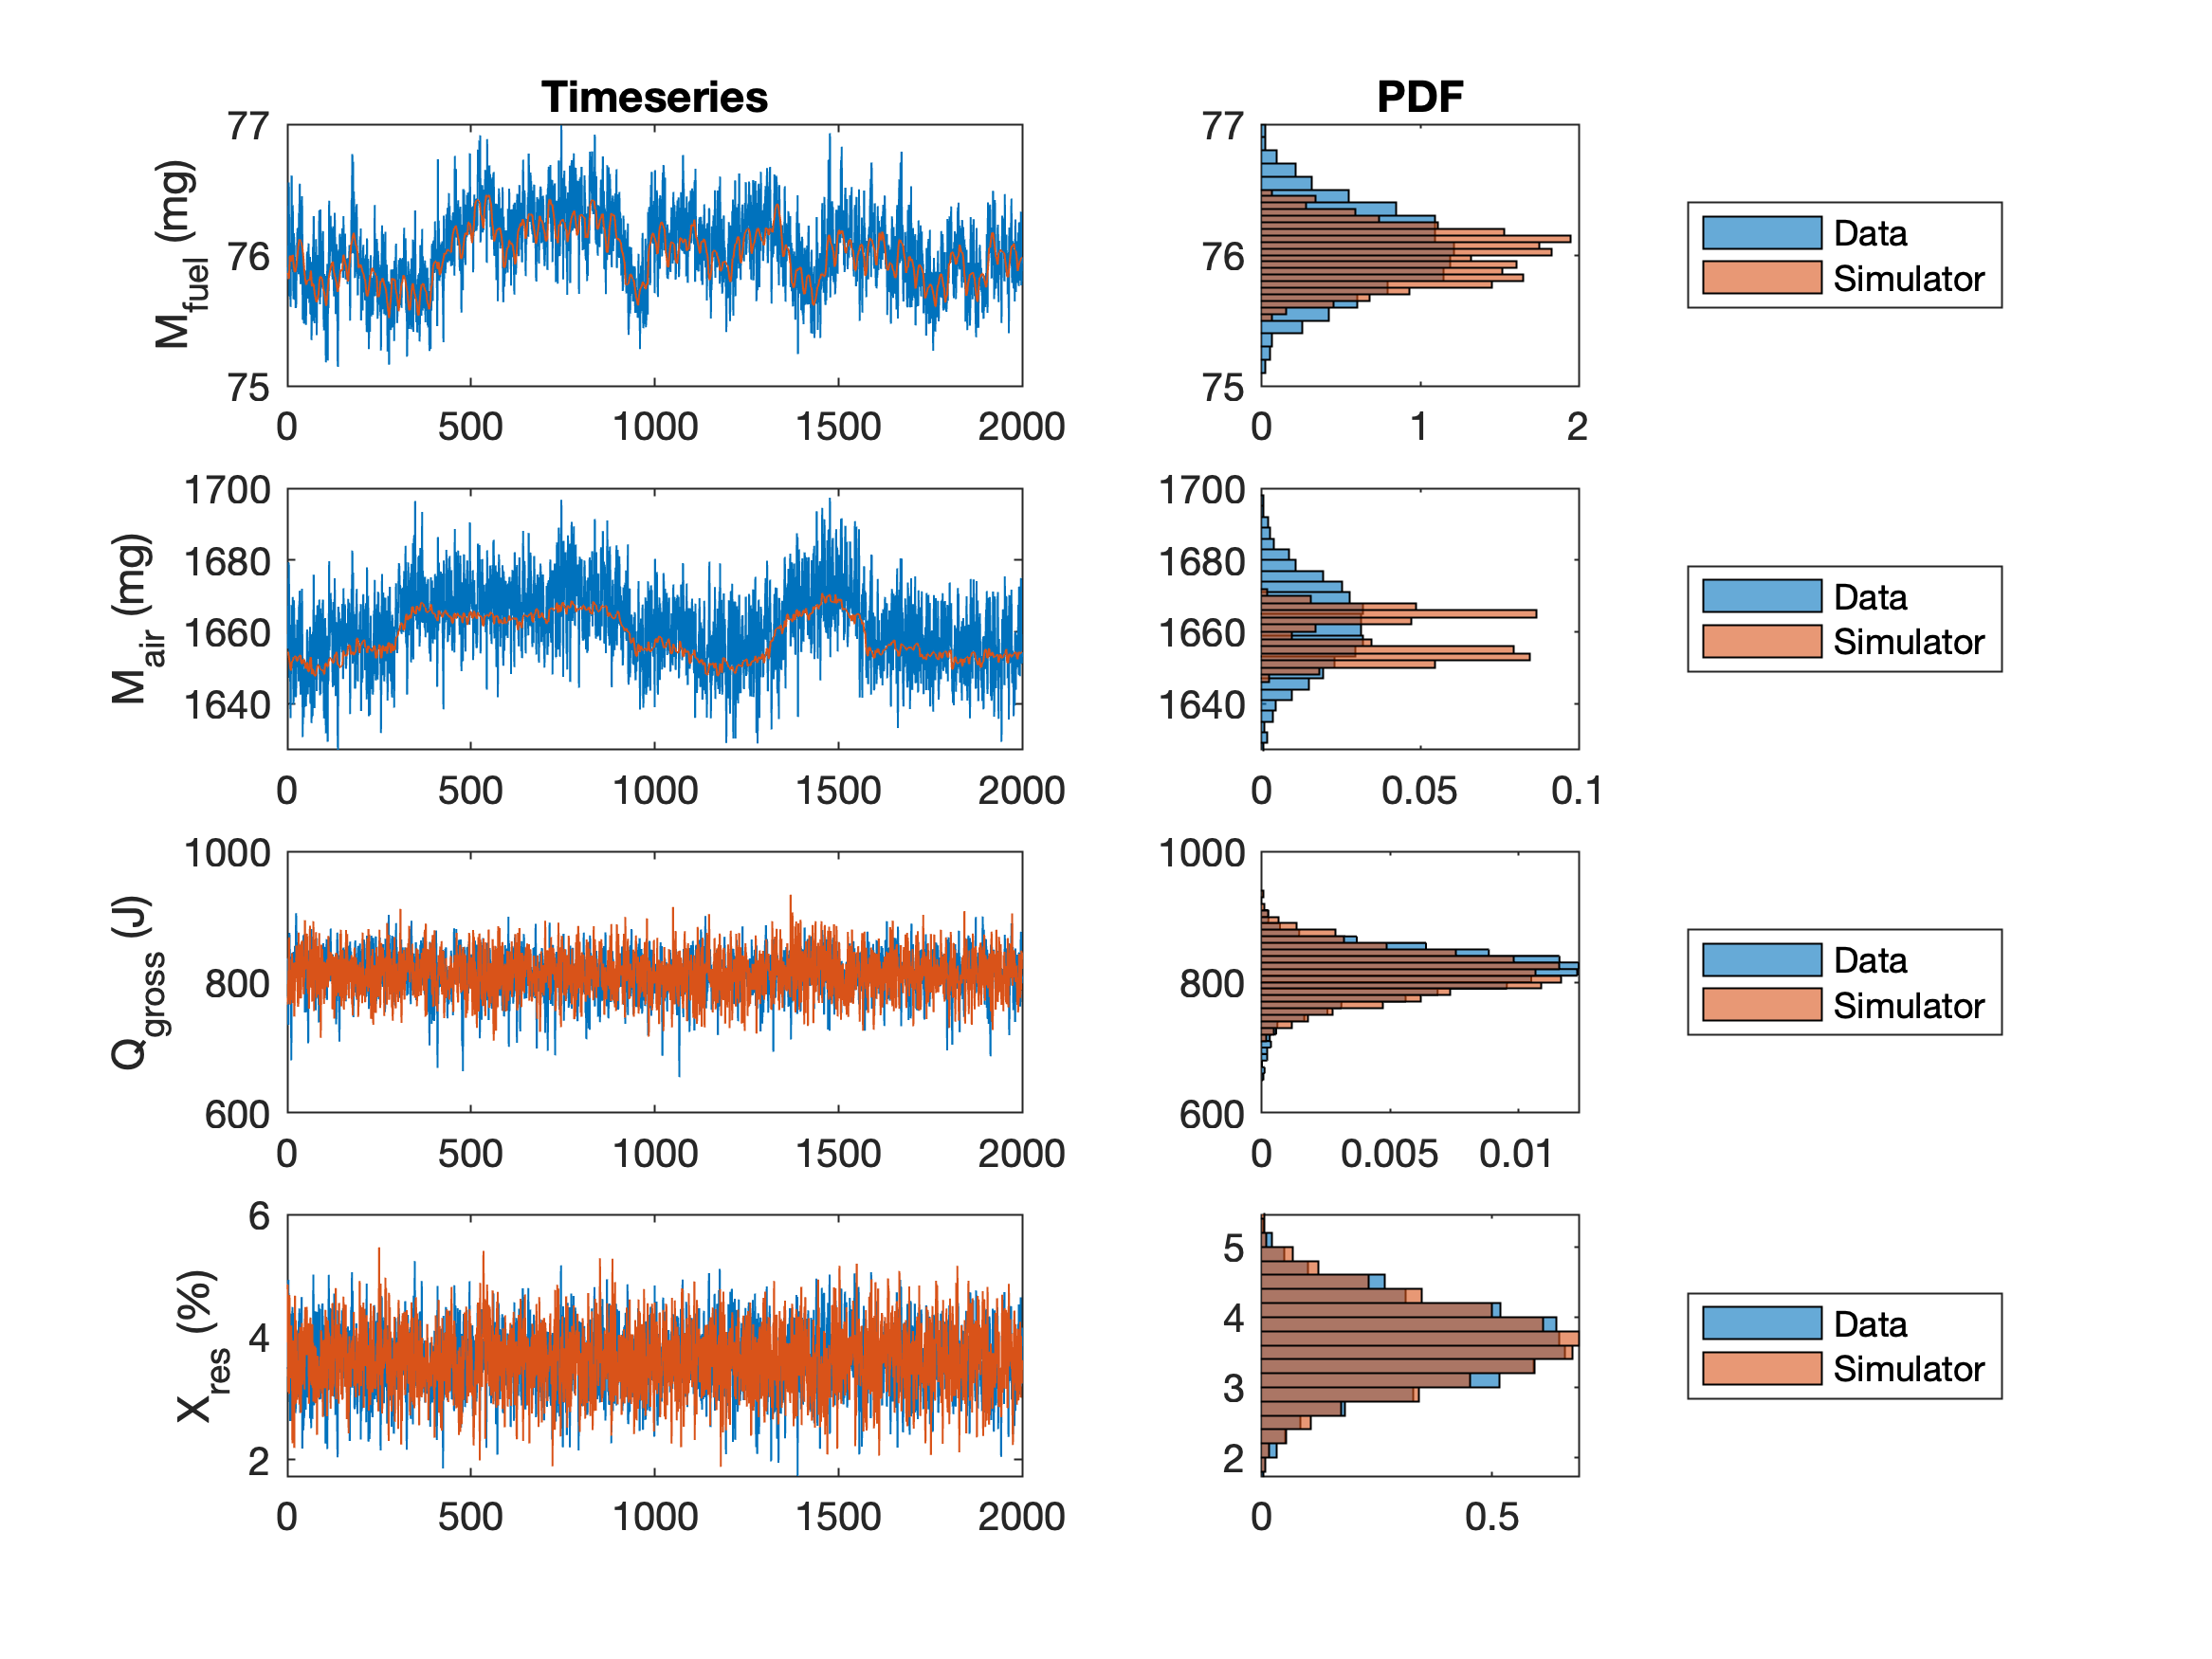 Timeseries
PDF
77
76
75
M_fuel (mg)
0 500 1000 1500 2000
77
76
75
0 1 2
Data
Simulator
1700
1680
1660
1640
M_air (mg)
0 500 1000 1500 2000
1700
1680
1660
1640
0 0.05 0.1
Data
Simulator
1000
800
600
Q_gross (J)
0 500 1000 1500 2000
1000
800
600
0 0.005 0.01
Data
Simulator
6
4
2
X_res (%)
0 500 1000 1500 2000
5
4
3
2
0 0.5
Data
Simulator